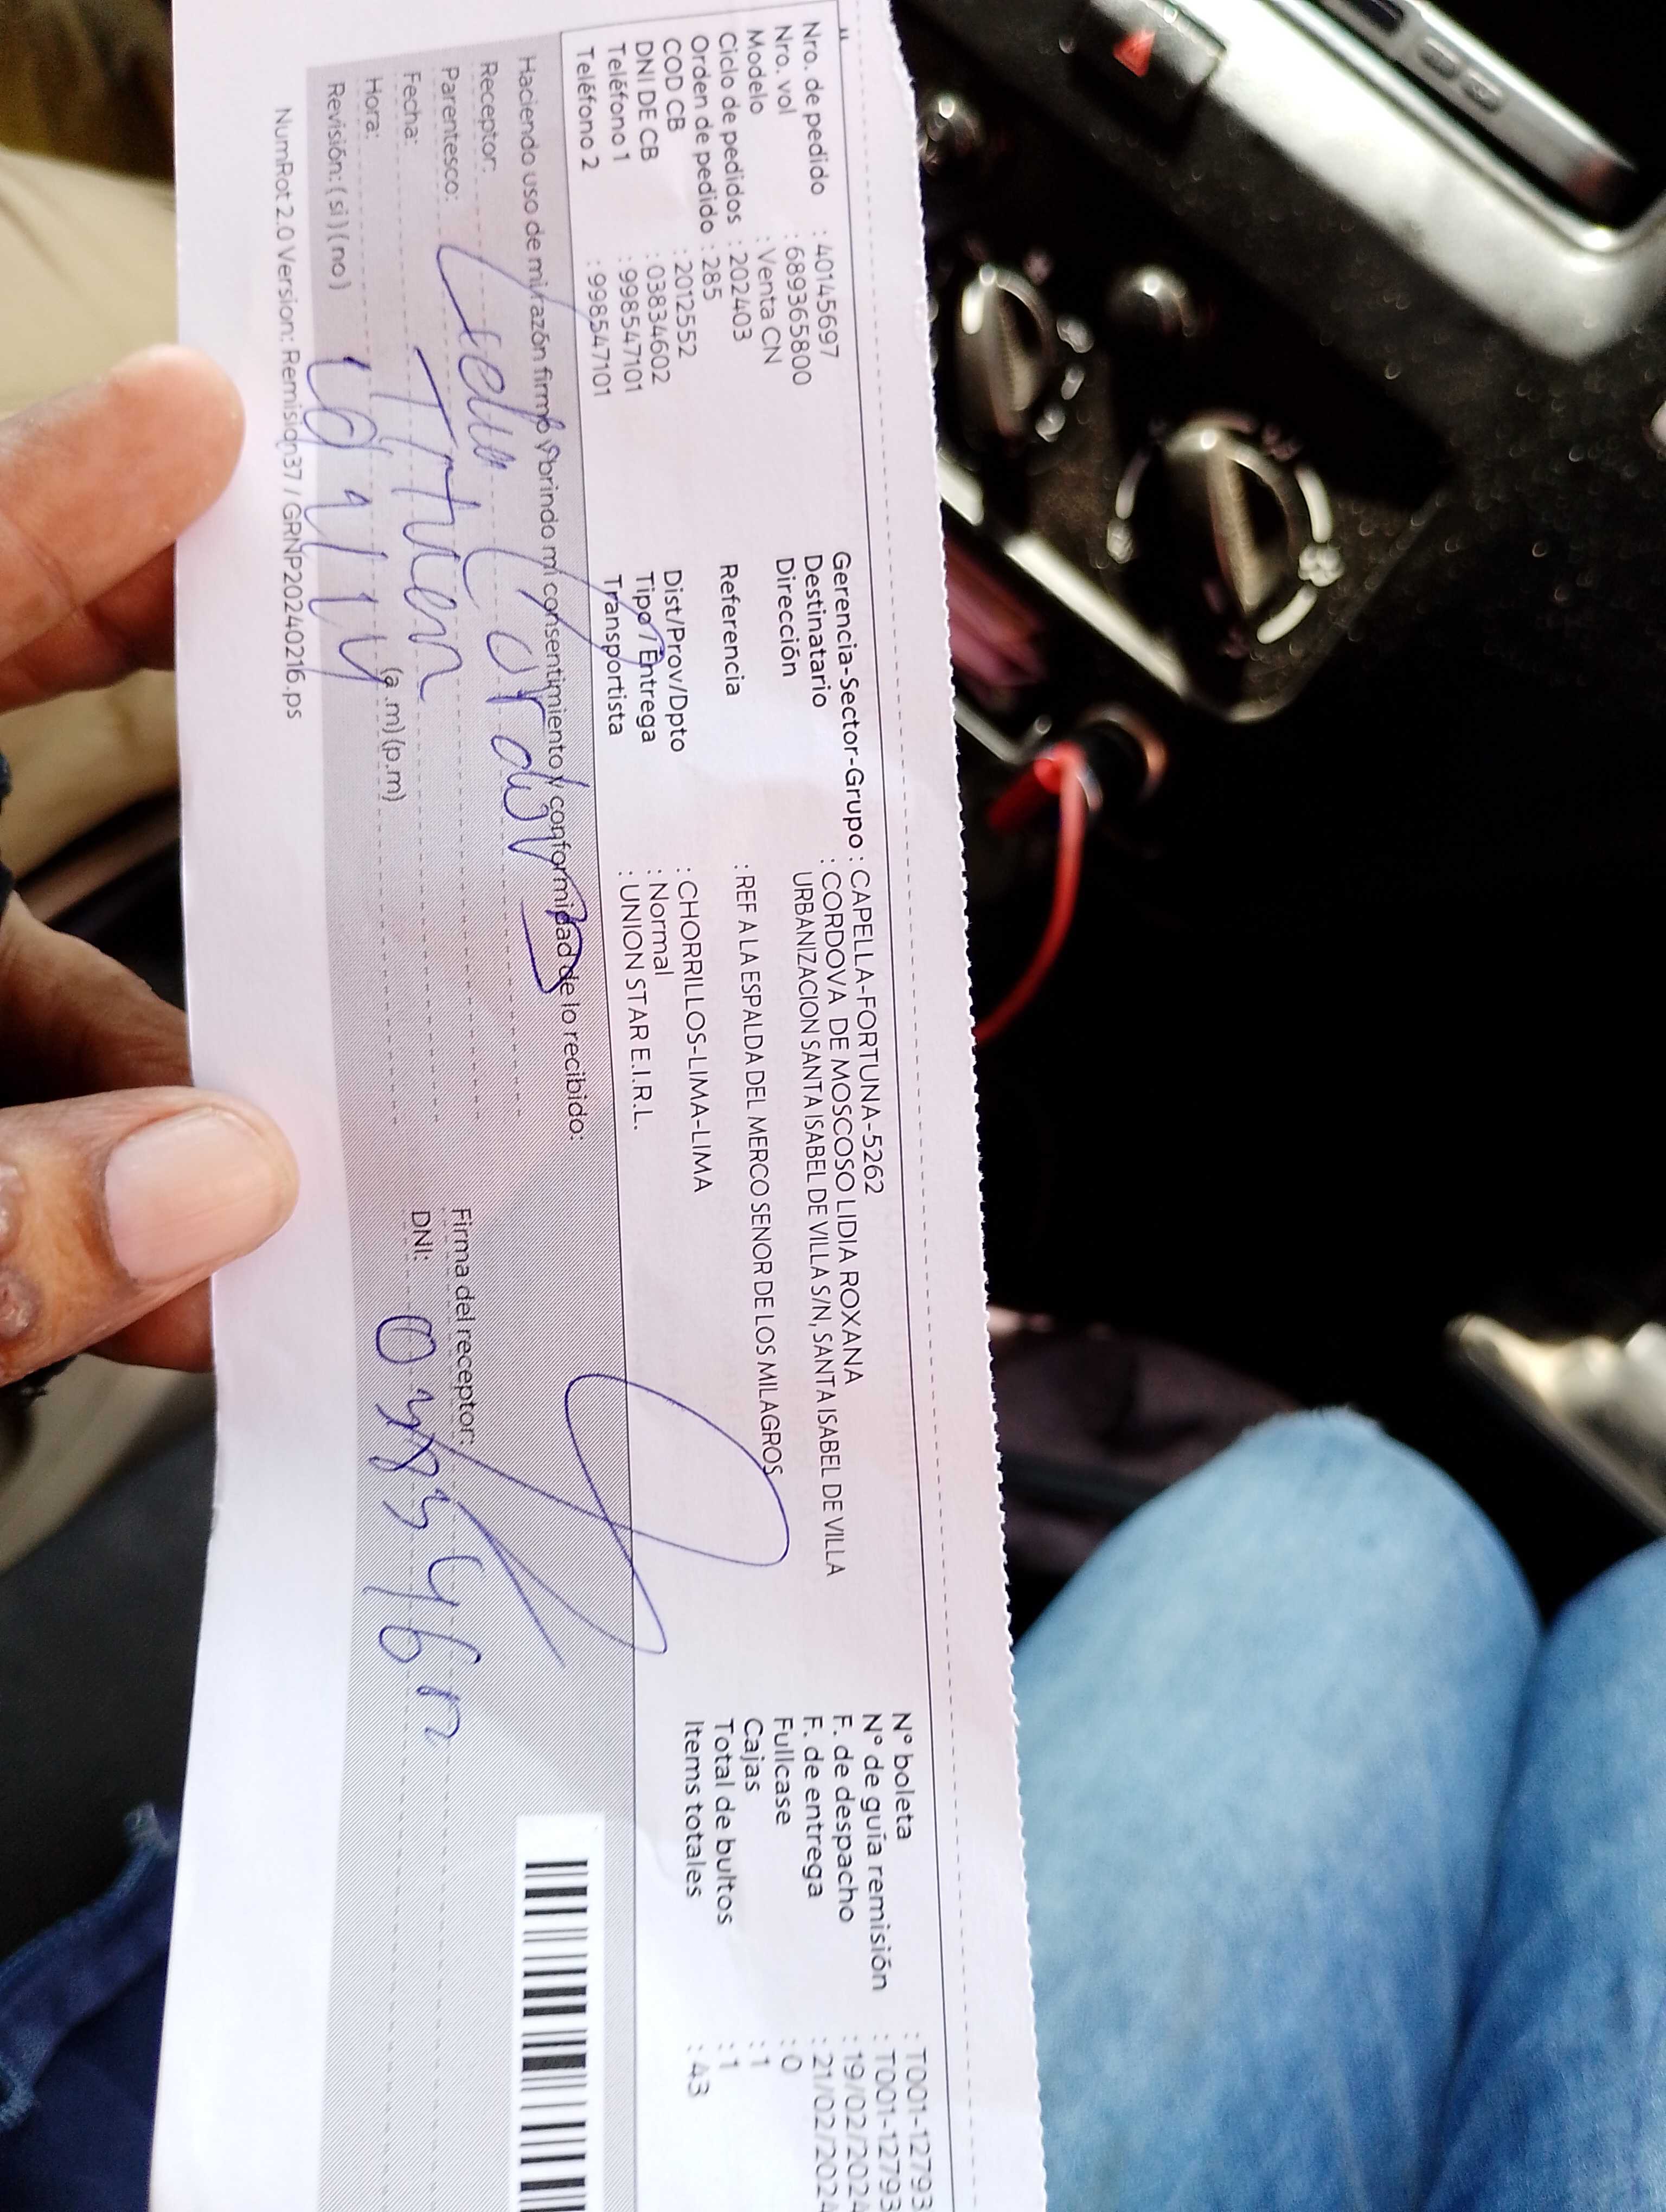 Nro. de pedido : 40145697
Nro. vol : 689365800
Modelo : Venta CN
Ciclo de pedidos : 202403
Orden de pedido : 285
COD CB : 2012552
DNI DE CB : 03834602
Teléfono 1 : 998547101
Teléfono 2 : 998547101
Gerencia-Sector-Grupo : CAPELLA-FORTUNA-5262
Destinatario : CORDOVA DE MOSCOSO LIDIA ROXANA
Dirección URBANIZACION SANTA ISABEL DE VILLA S/N, SANTA ISABEL DE VILLA
Referencia : REF A LA ESPALDA DEL MERCO SENOR DE LOS MILAGROS
Dist/Prov/Dpto : CHORRILLOS-LIMA-LIMA
Tipo / Entrega : Normal
Transportista : UNION STAR E.I.R.L.
N° boleta : T001-12793
N° de guía remisión : T001-12793
F. de despacho : 19/02/2024
F. de entrega : 21/02/2024
Fullcase : 0
Cajas : 1
Total de bultos : 1
Items totales : 43
Haciendo uso de mi razón firmo y brindo mi consentimiento y conformidad de lo recibido:
Receptor:
Parentesco:
Fecha:
Hora: (a.m) (p.m)
Revisión: ( si ) ( no )
Firma del receptor:
DNI: 03834602
NumRot 2.0 Version: Remision37 / GRNP20240216.ps